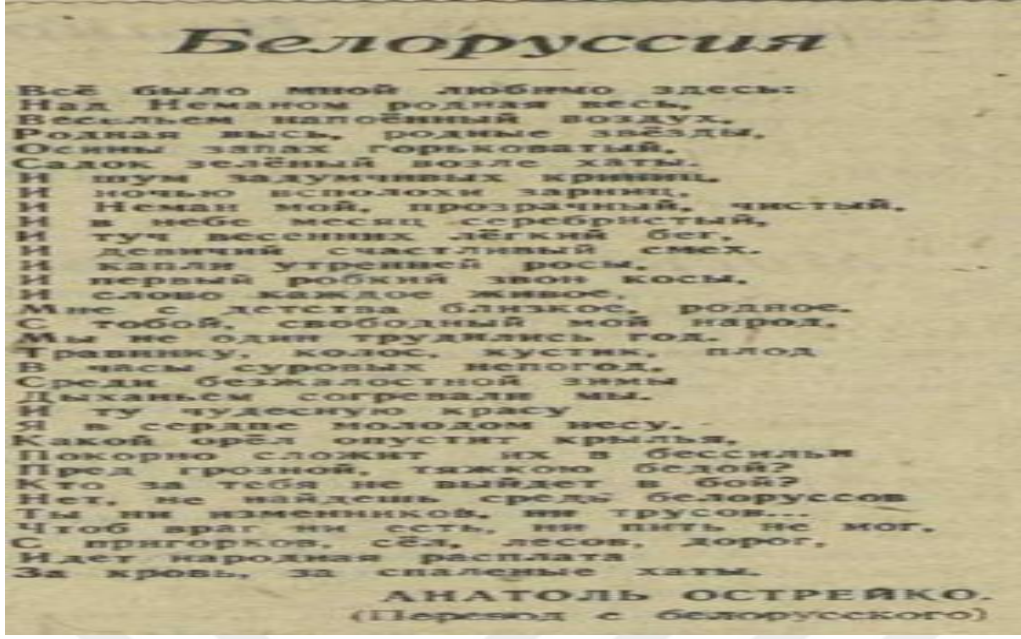 Белоруссия
Всё было мной любимо здесь:
Над Неманом родная весь,
Весельем напоённый воздух,
Родная высь, родные звёзды,
Осины запах горьковатый,
Садок зелёный возле хаты.
И шум задумчивых криниц,
И ночью всполохи зарниц,
И Неман мой, прозрачный, чистый,
И в небе месяц серебристый,
И туч весенних лёгкий бег,
И девичий счастливый смех.
И капли утренней росы,
И первый робкий звон косы,
И слово каждое живое,
Мне с детства близкое, родное.
С тобой, свободный мой народ,
Мы не один трудились год.
Травинку, колос, кустик, плод
В часы суровых непогод,
Среди безжалостной зимы
Дыханьем согревали мы.
И ту чудесную красу
Я в сердце молодом несу.
Какой орёл опустит крылья,
Покорно сложит их в бессильи
Пред грозной, тяжкою бедой?
Кто за тебя не выйдет в бой?
Нет, не найдешь средь белоруссов
Ты ни изменников, ни трусов...
Чтоб враг ни есть, ни пить не мог,
С пригорков, сёл, лесов, дорог,
Идет народная расплата
За кровь, за спаленые хаты.
АНАТОЛЬ ОСТРЕЙКО.
(Перевод с белорусского)